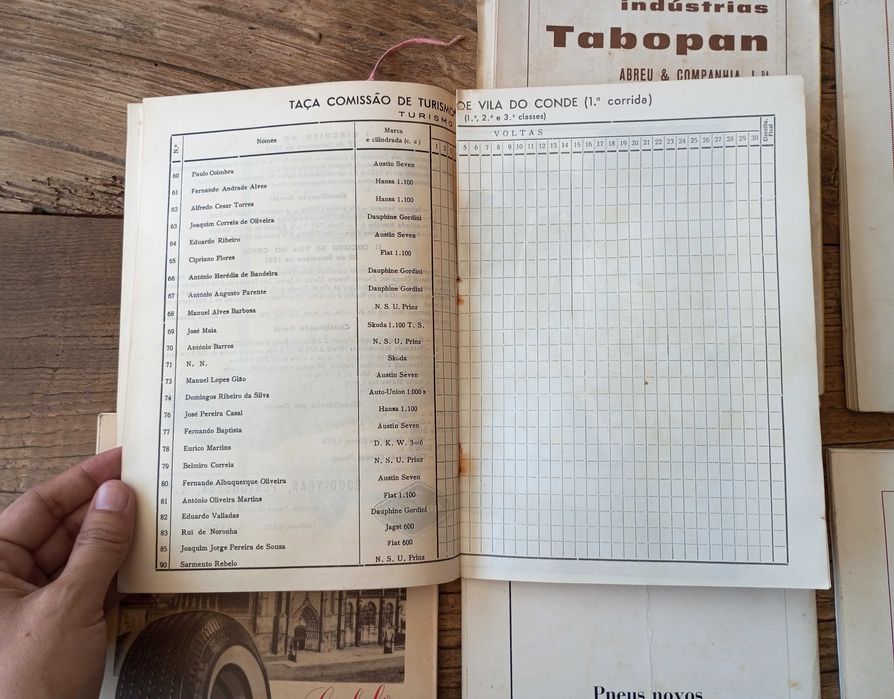 indústrias
Tabopan
ABREU & COMPANHIA, L.DA
TAÇA COMISSÃO DE TURISMO DE VILA DO CONDE (1.ª corrida)
TURISMO (1.ª, 2.ª e 3.ª classes)
N.º Nomes Marca e cilindrada (c. c.) VOLTAS Classific. Final
1 2 5 6 7 8 9 10 11 12 13 14 15 16 17 18 19 20 21 22 23 24 25 26 27 28 29 30
60 Paulo Coimbra Austin Seven
61 Fernando Andrade Alves Hansa 1.100
62 Alfredo Cesar Torres Hansa 1.100
63 Joaquim Correia de Oliveira Dauphine Gordini
64 Eduardo Ribeiro Austin Seven
65 Cipriano Flores Fiat 1.100
66 António Herédia de Bandeira Dauphine Gordini
67 António Augusto Parente Dauphine Gordini
68 Manuel Alves Barbosa N. S. U. Prinz
69 José Maia Skoda 1.100 T. S.
70 António Barros N. S. U. Prinz
71 N. N. Skoda
73 Manuel Lopes Gião Austin Seven
74 Domingos Ribeiro da Silva Auto-Union 1.000 s
76 José Pereira Casal Hansa 1.100
77 Fernando Baptista Austin Seven
78 Eurico Martins D. K. W. 3=6
79 Belmiro Correia N. S. U. Prinz
80 Fernando Albuquerque Oliveira Austin Seven
81 António Oliveira Martins Fiat 1.100
82 Eduardo Valladas Dauphine Gordini
83 Rui de Noronha Jagst 600
85 Joaquim Jorge Pereira de Sousa Fiat 600
90 Sarmento Rebelo N. S. U. Prinz
Pneus novos